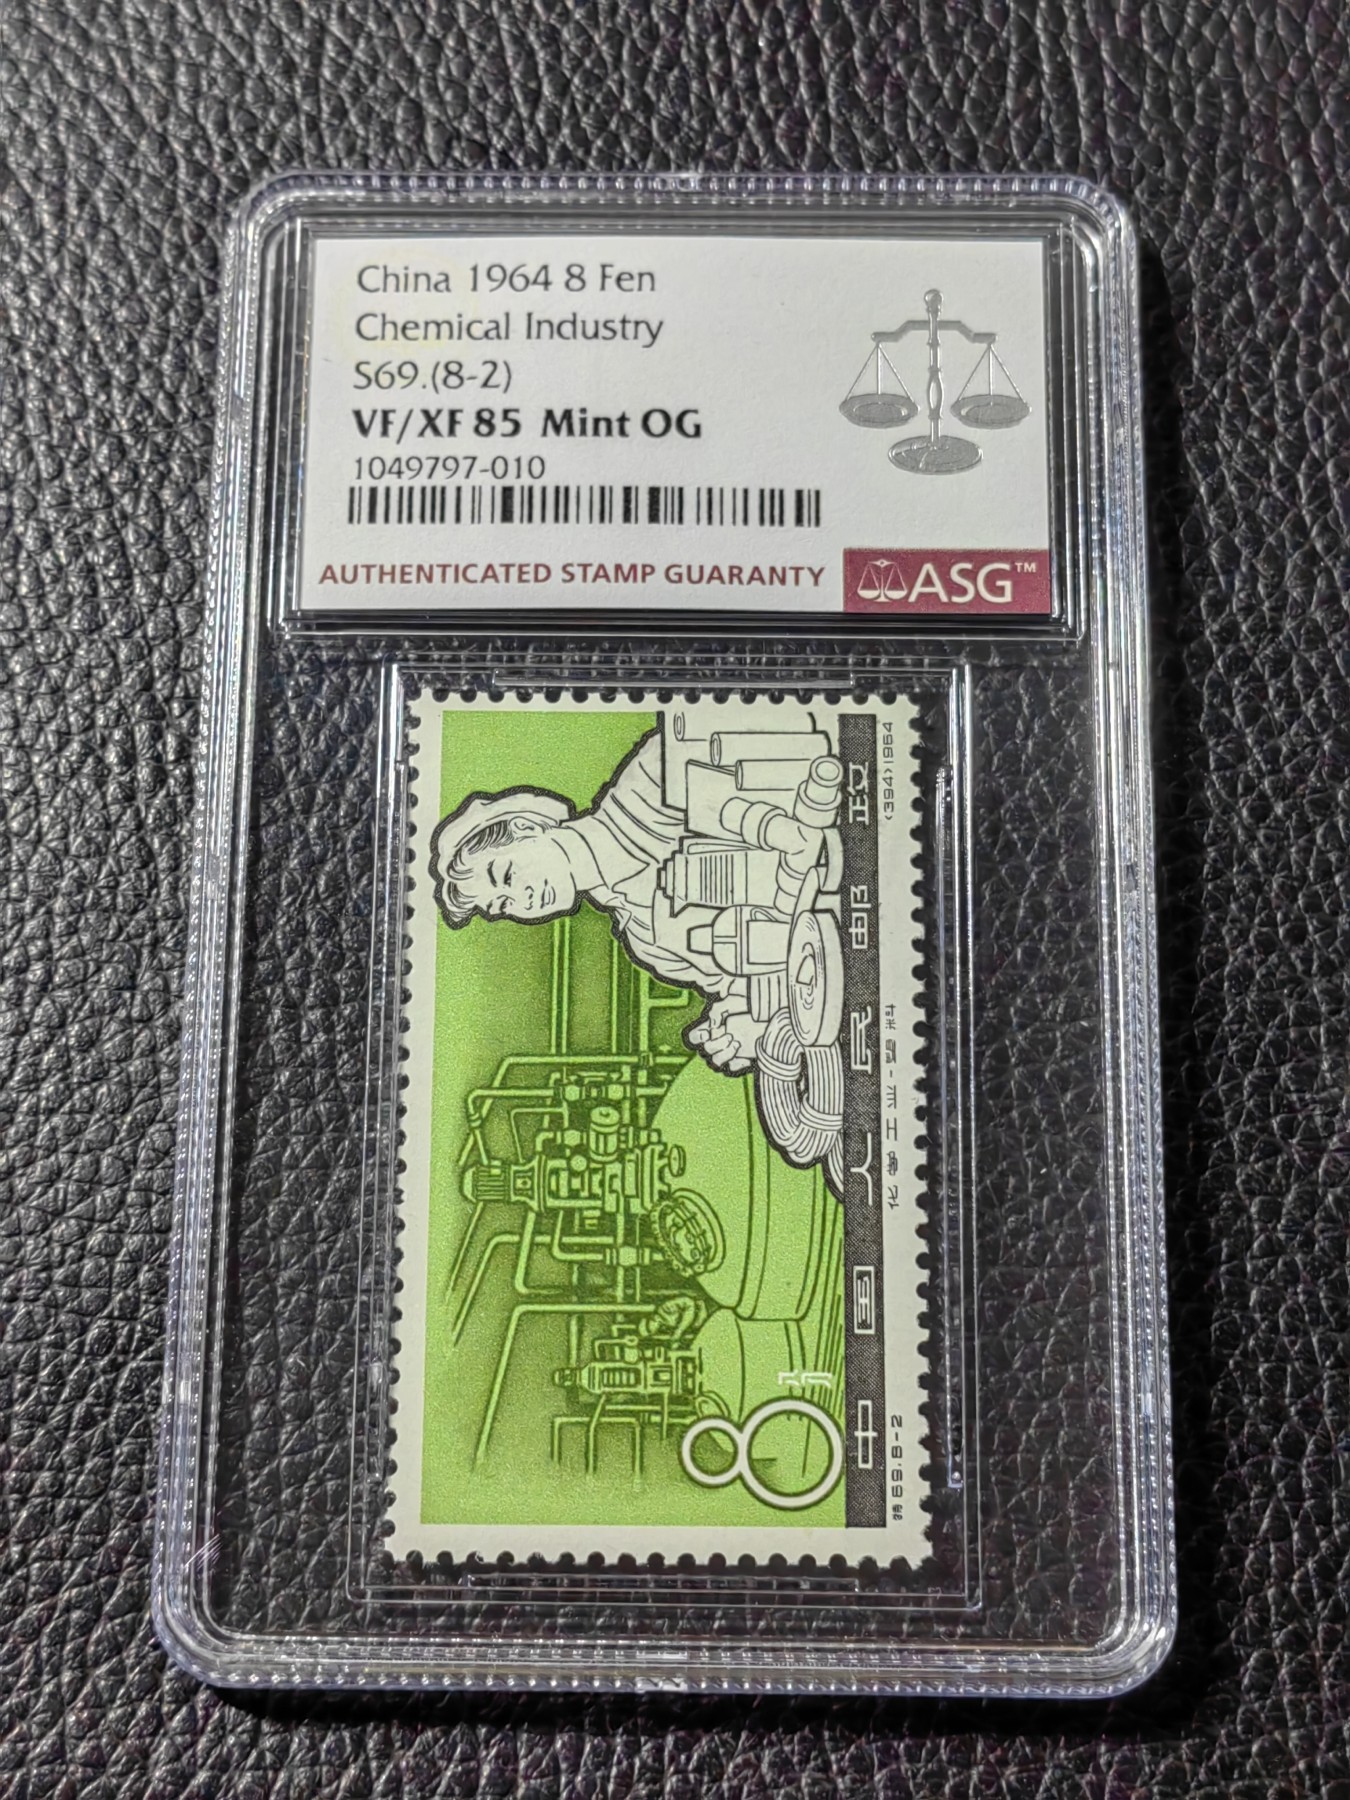 China 1964 8 Fen
Chemical Industry
S69.(8-2)
VF/XF 85 Mint OG
1049797-010
AUTHENTICATED STAMP GUARANTY
ASG™
8分
中国人民邮政
特69.8-2
化学工业-塑料
(394)1964